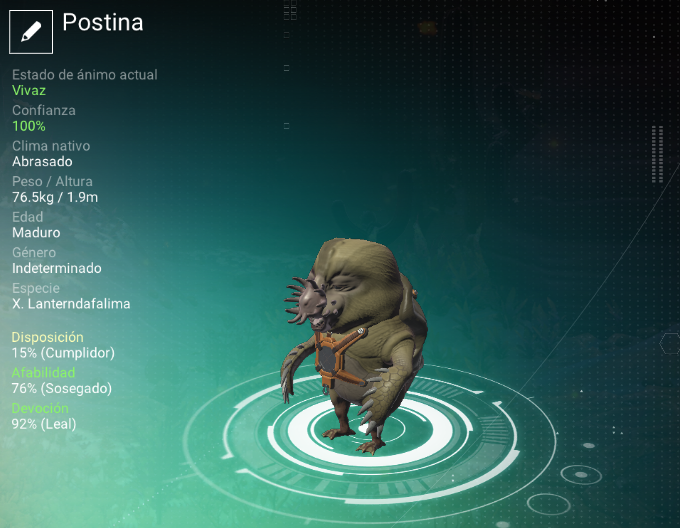 Postina
Estado de ánimo actual
Vivaz
Confianza
100%
Clima nativo
Abrasado
Peso / Altura
76.5kg / 1.9m
Edad
Maduro
Género
Indeterminado
Especie
X. Lanterndafalima
Disposición
15% (Cumplidor)
Afabilidad
76% (Sosegado)
Devoción
92% (Leal)